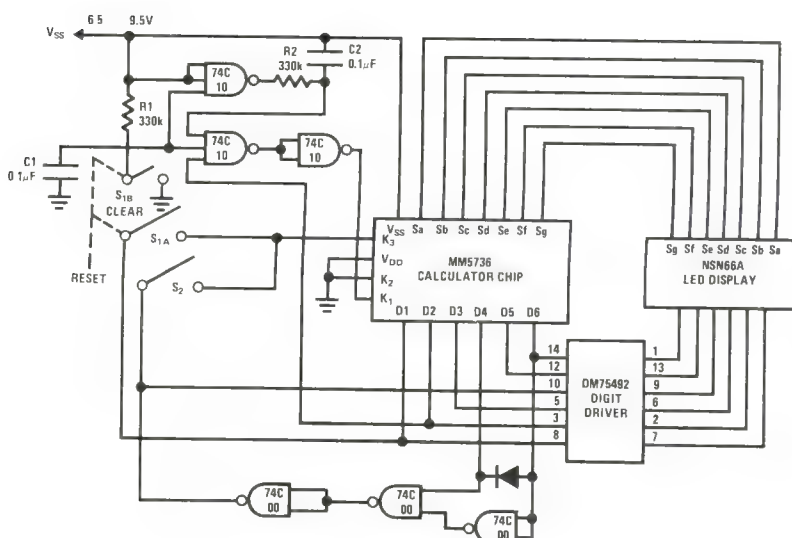 V_SS 6 5 9.5V
R1
330k
74C
10
R2
330k
C2
0.1µF
C1
0 1µF
74C
10
74C
10
S1B
CLEAR
S1A
RESET
S2
V_SS Sa Sb Sc Sd Se Sf Sg
K3
V_DD
K2
K1
MM5736
CALCULATOR CHIP
D1 D2 D3 D4 D5 D6
Sg Sf Se Sd Sc Sb Sa
NSN66A
LED DISPLAY
14
12
10
5
3
8
DM75492
DIGIT
DRIVER
1
13
9
6
2
7
74C
00
74C
00
74C
00